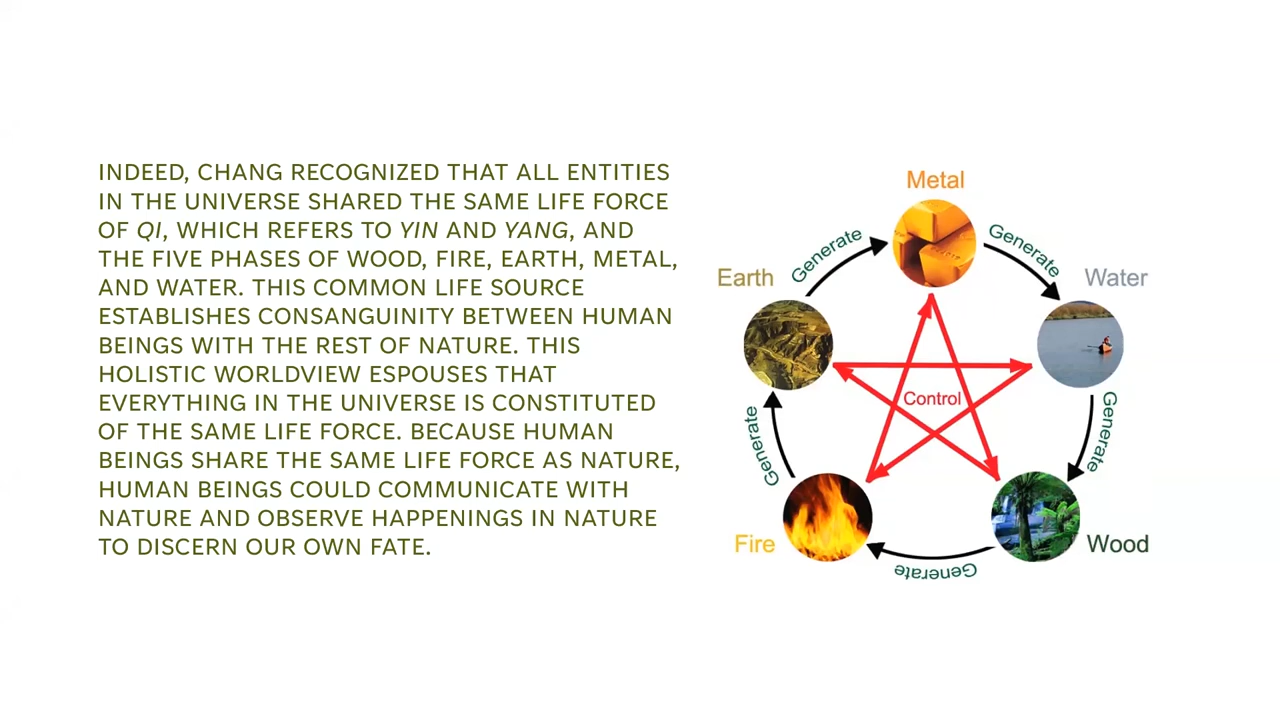 INDEED, CHANG RECOGNIZED THAT ALL ENTITIES
IN THE UNIVERSE SHARED THE SAME LIFE FORCE
OF QI, WHICH REFERS TO YIN AND YANG, AND
THE FIVE PHASES OF WOOD, FIRE, EARTH, METAL,
AND WATER. THIS COMMON LIFE SOURCE
ESTABLISHES CONSANGUINITY BETWEEN HUMAN
BEINGS WITH THE REST OF NATURE. THIS
HOLISTIC WORLDVIEW ESPOUSES THAT
EVERYTHING IN THE UNIVERSE IS CONSTITUTED
OF THE SAME LIFE FORCE. BECAUSE HUMAN
BEINGS SHARE THE SAME LIFE FORCE AS NATURE,
HUMAN BEINGS COULD COMMUNICATE WITH
NATURE AND OBSERVE HAPPENINGS IN NATURE
TO DISCERN OUR OWN FATE.
Metal
Generate
Generate
Earth
Water
Control
Generate
Generate
Fire
Wood
Generate